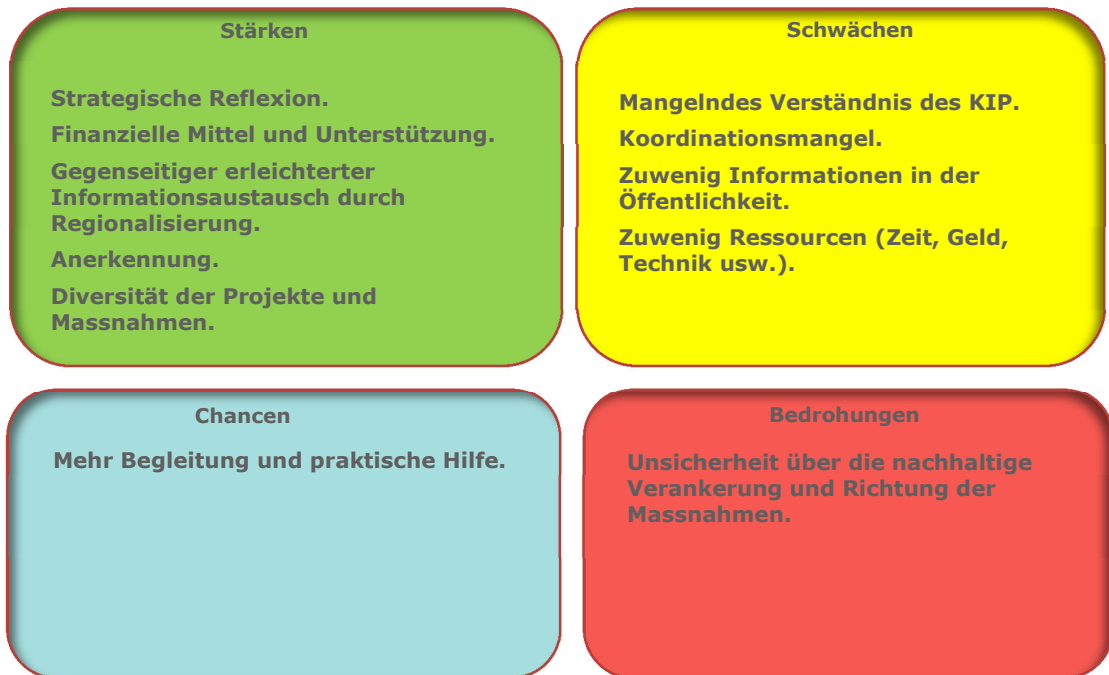 Stärken
Strategische Reflexion.
Finanzielle Mittel und Unterstützung.
Gegenseitiger erleichterter
Informationsaustausch durch
Regionalisierung.
Anerkennung.
Diversität der Projekte und
Massnahmen.
Schwächen
Mangelndes Verständnis des KIP.
Koordinationsmangel.
Zuwenig Informationen in der
Öffentlichkeit.
Zuwenig Ressourcen (Zeit, Geld,
Technik usw.).
Chancen
Mehr Begleitung und praktische Hilfe.
Bedrohungen
Unsicherheit über die nachhaltige
Verankerung und Richtung der
Massnahmen.